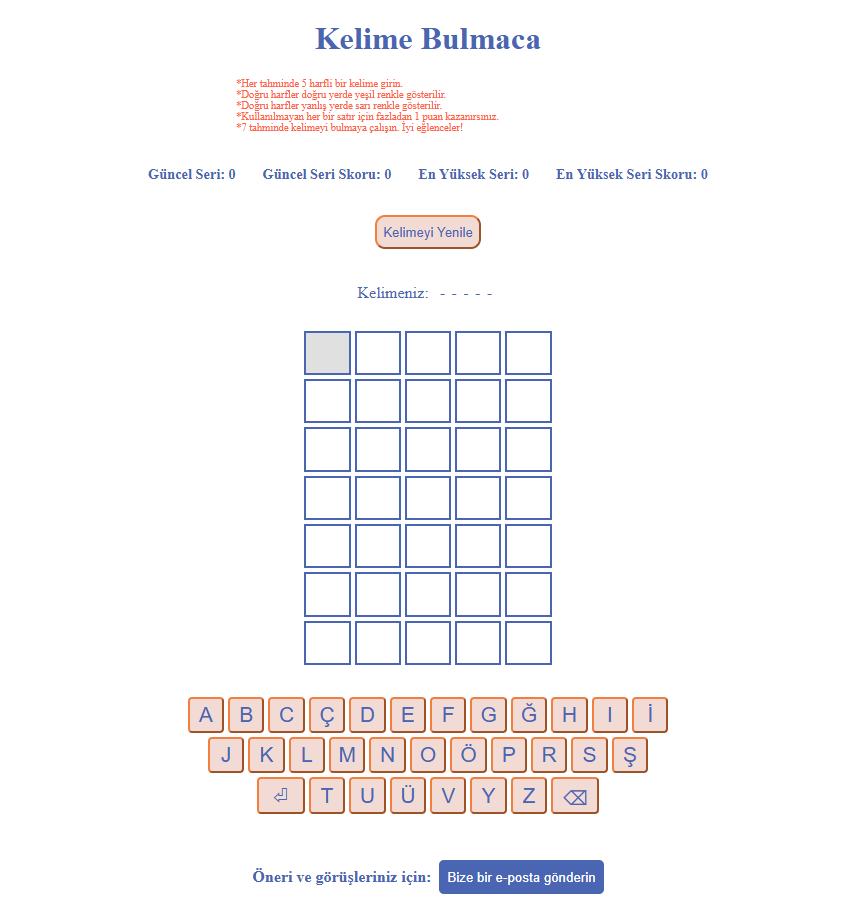 Kelime Bulmaca
*Her tahminde 5 harfli bir kelime girin.
*Doğru harfler doğru yerde yeşil renkle gösterilir.
*Doğru harfler yanlış yerde sarı renkle gösterilir.
*Kullanılmayan her bir satır için fazladan 1 puan kazanırsınız.
*7 tahminde kelimeyi bulmaya çalışın. İyi eğlenceler!
Güncel Seri: 0 Güncel Seri Skoru: 0 En Yüksek Seri: 0 En Yüksek Seri Skoru: 0
Kelimeyi Yenile
Kelimeniz: - - - - -
A B C Ç D E F G Ğ H I İ
J K L M N O Ö P R S Ş
⏎ T U Ü V Y Z ⌫
Öneri ve görüşleriniz için: Bize bir e-posta gönderin